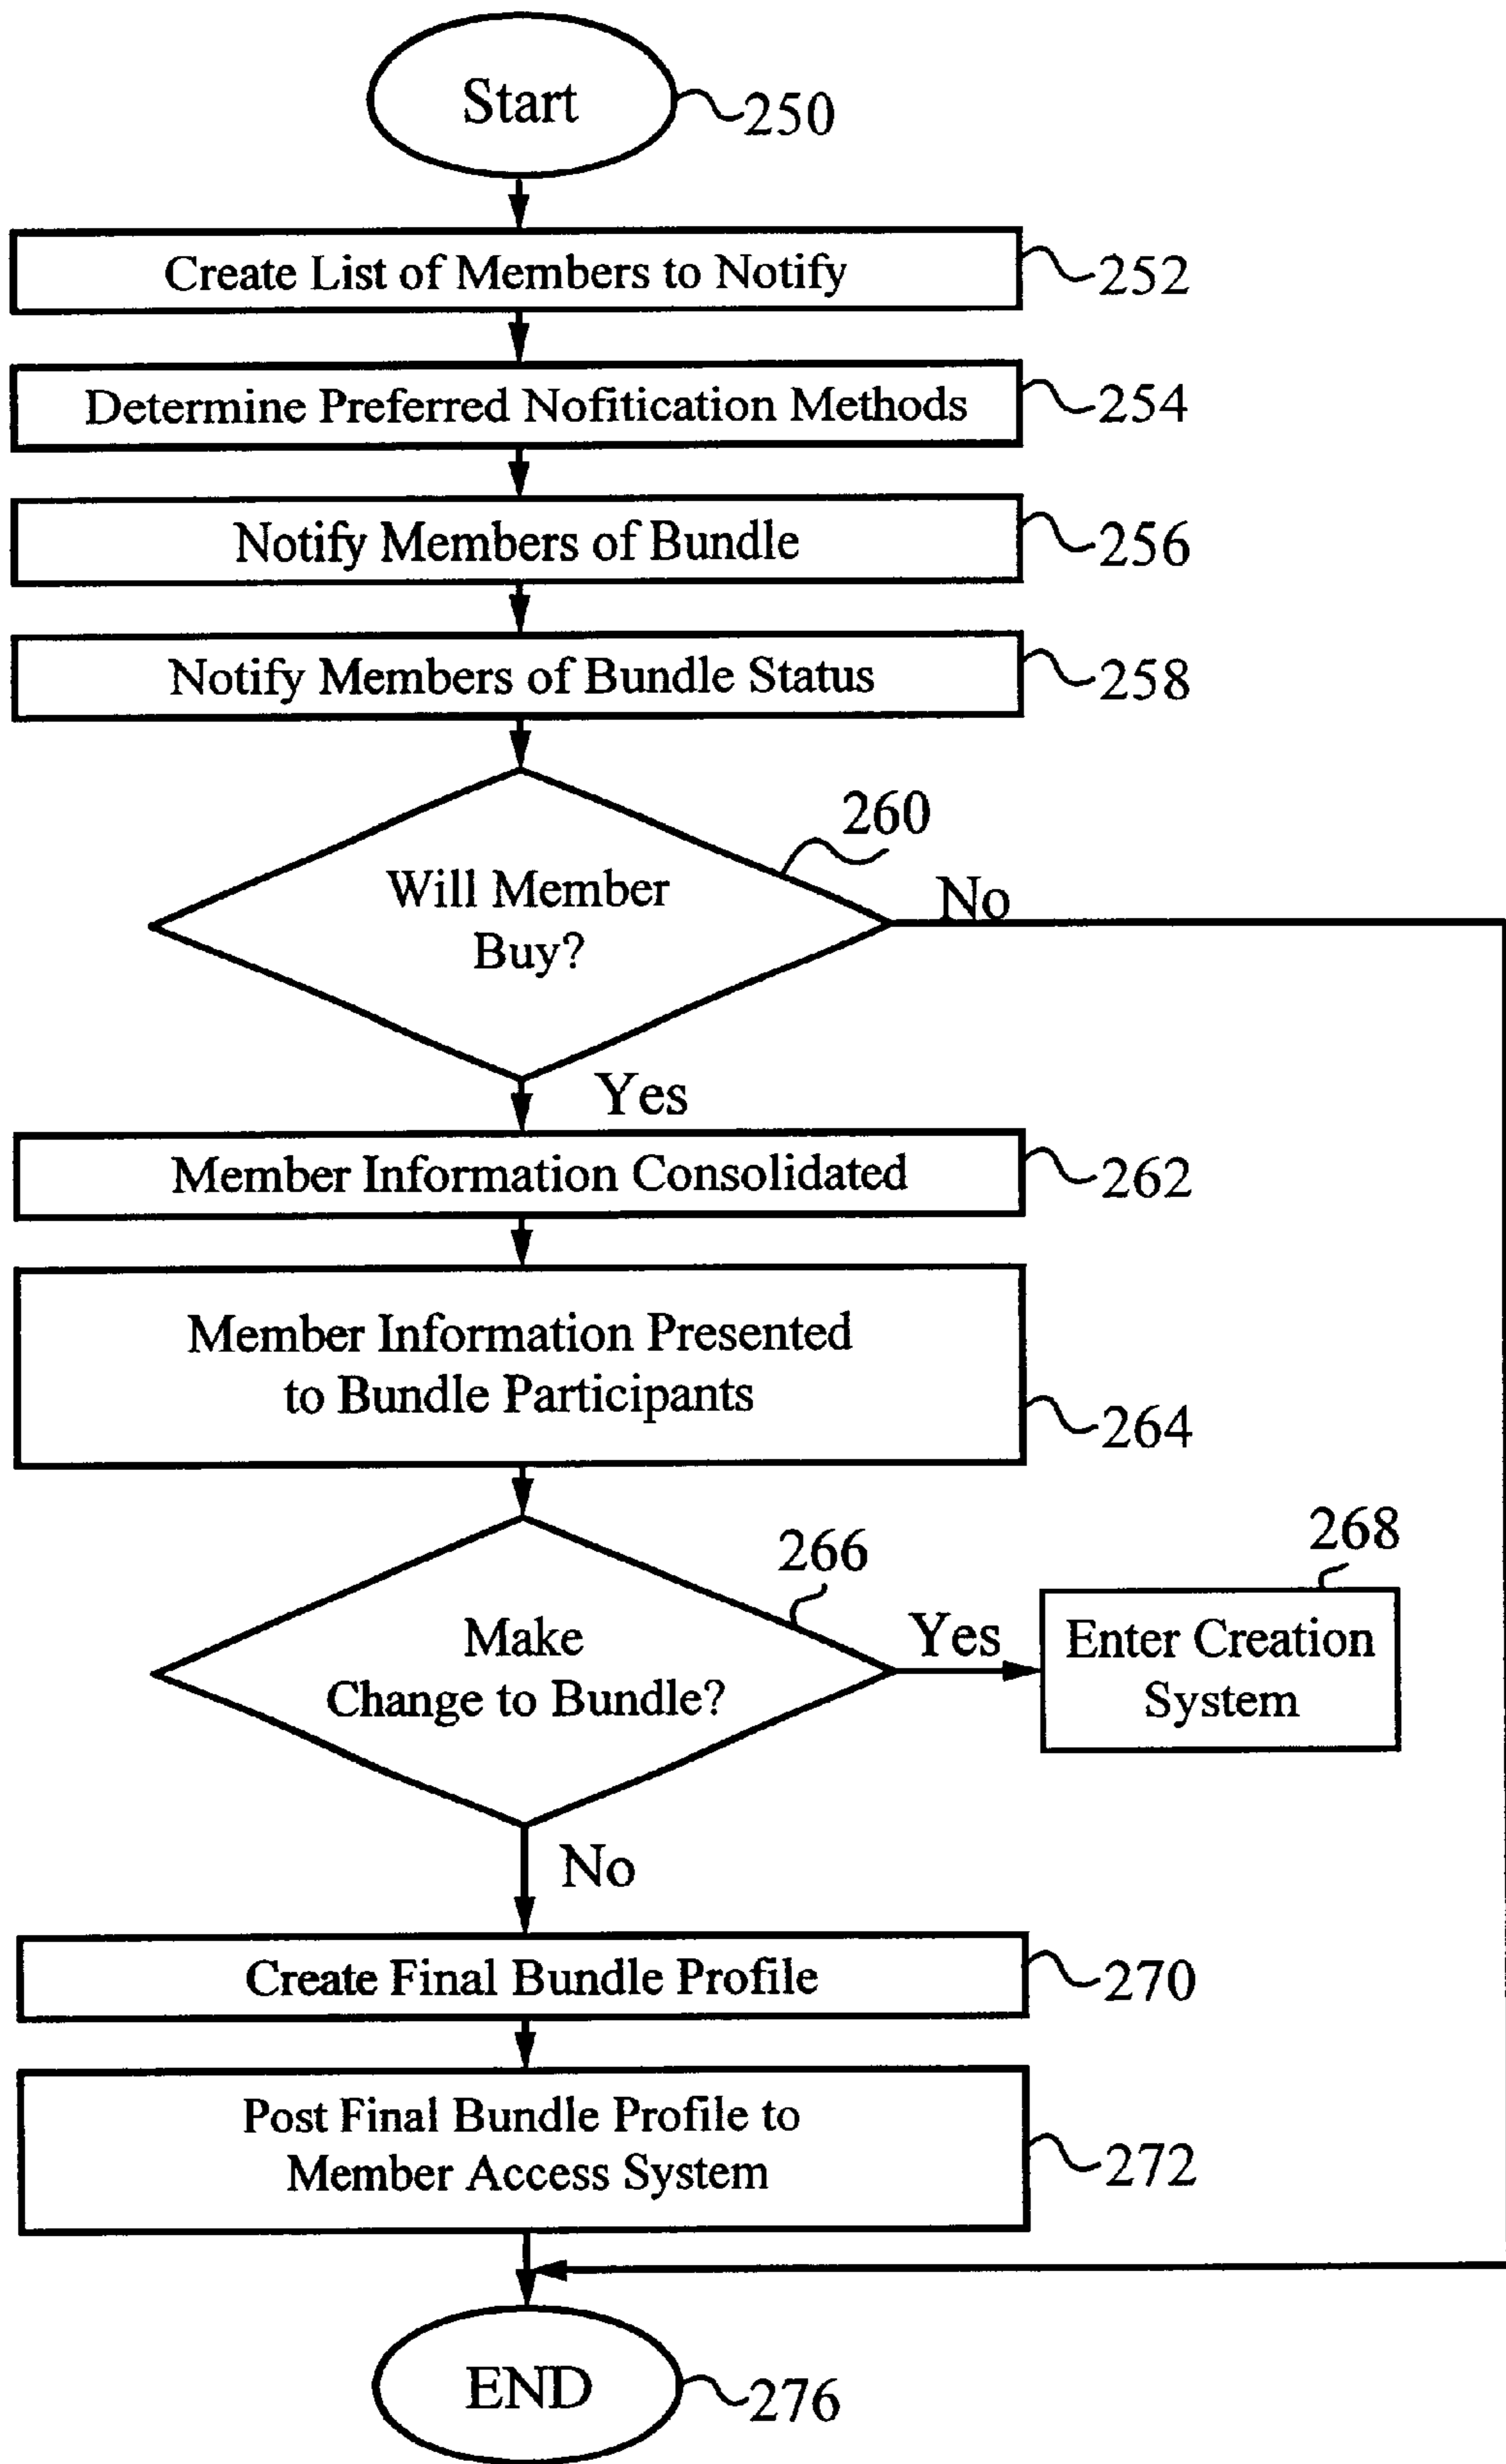 Start
250
Create List of Members to Notify
252
Determine Preferred Nofitication Methods
254
Notify Members of Bundle
256
Notify Members of Bundle Status
258
260
Will Member
Buy?
No
Yes
Member Information Consolidated
262
Member Information Presented
to Bundle Participants
264
266
268
Make
Change to Bundle?
Yes
Enter Creation
System
No
Create Final Bundle Profile
270
Post Final Bundle Profile to
Member Access System
272
END
276